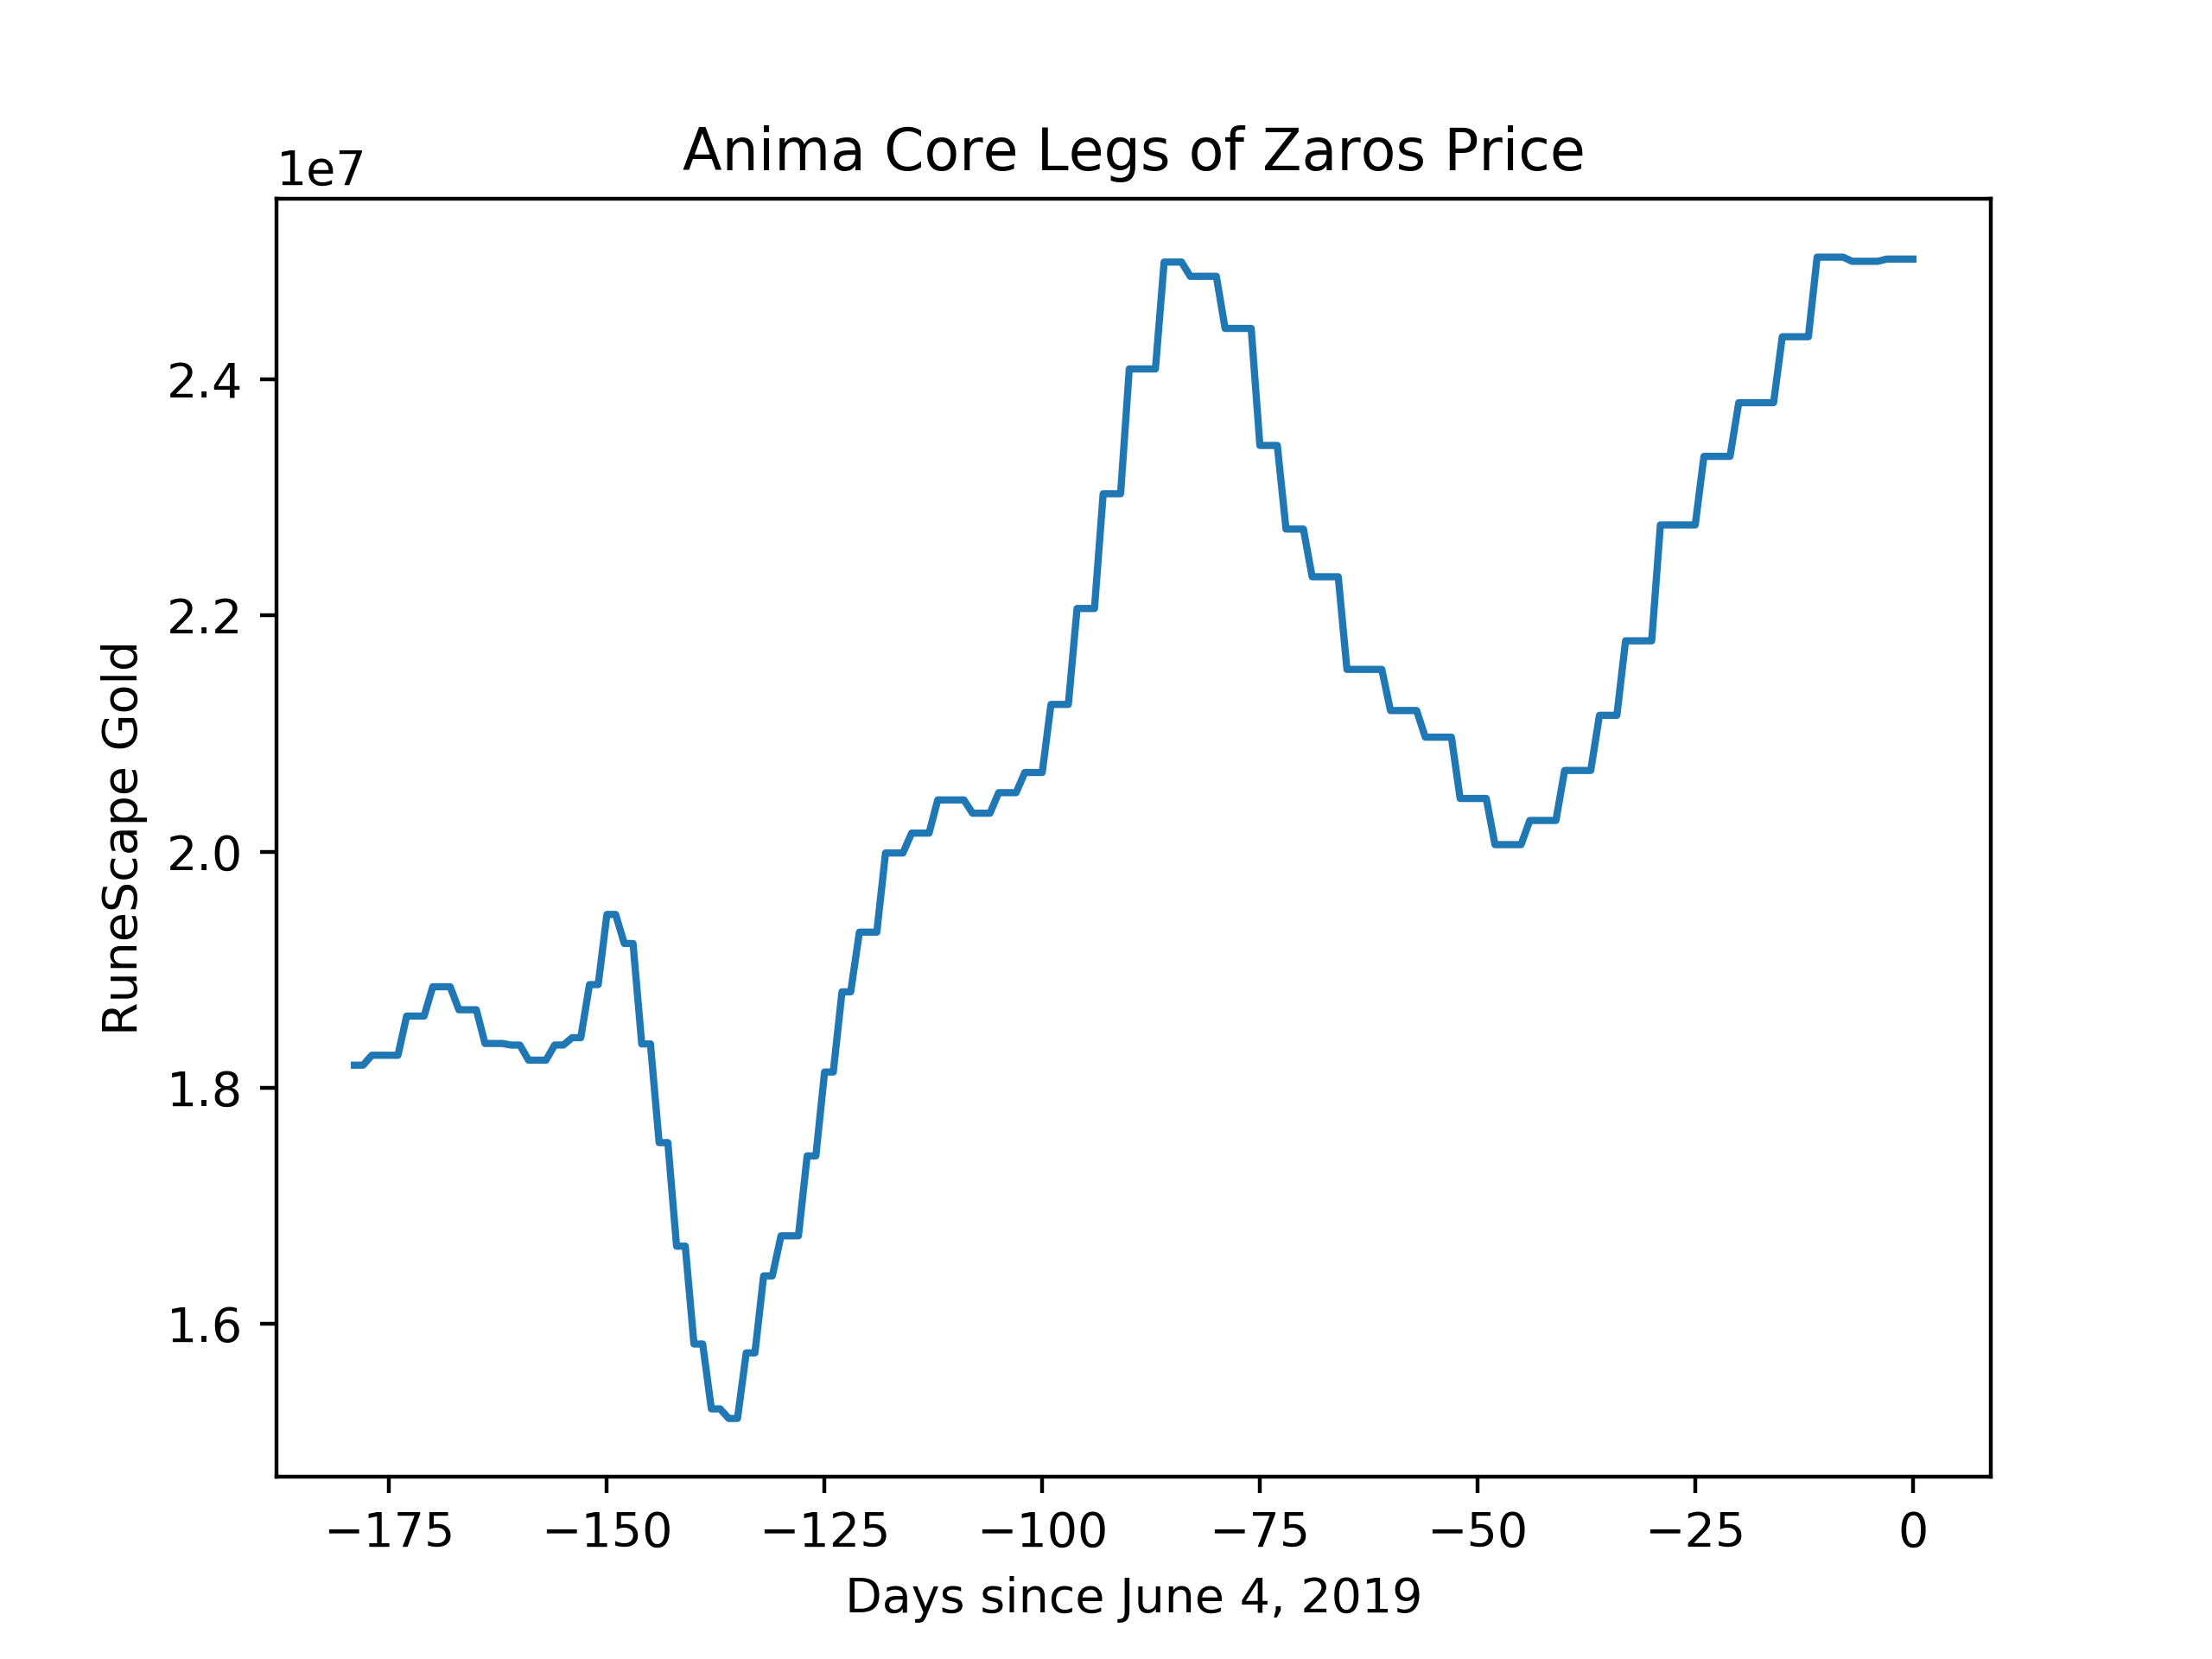 Anima Core Legs of Zaros Price
1e7
2.4
2.2
2.0
1.8
1.6
RuneScape Gold
−175 −150 −125 −100 −75 −50 −25 0
Days since June 4, 2019